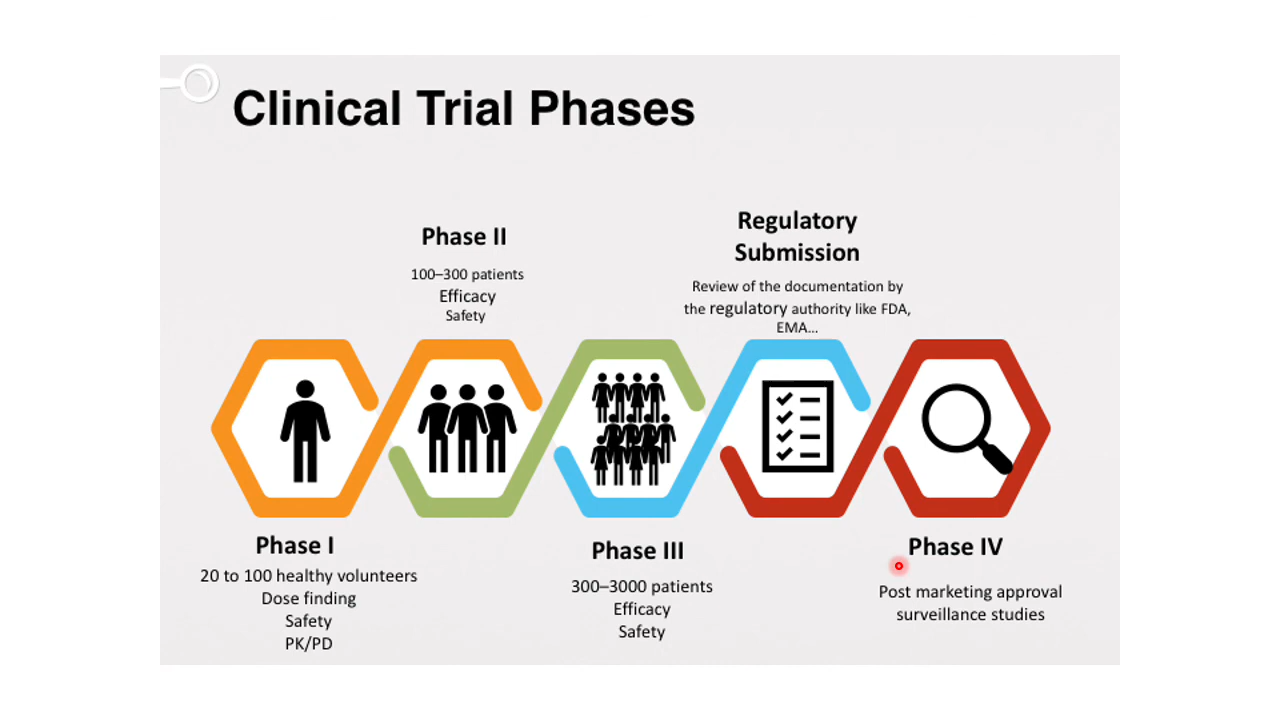 Clinical Trial Phases
Phase I
20 to 100 healthy volunteers
Dose finding
Safety
PK/PD
Phase II
100–300 patients
Efficacy
Safety
Phase III
300–3000 patients
Efficacy
Safety
Regulatory
Submission
Review of the documentation by
the regulatory authority like FDA,
EMA...
Phase IV
Post marketing approval
surveillance studies